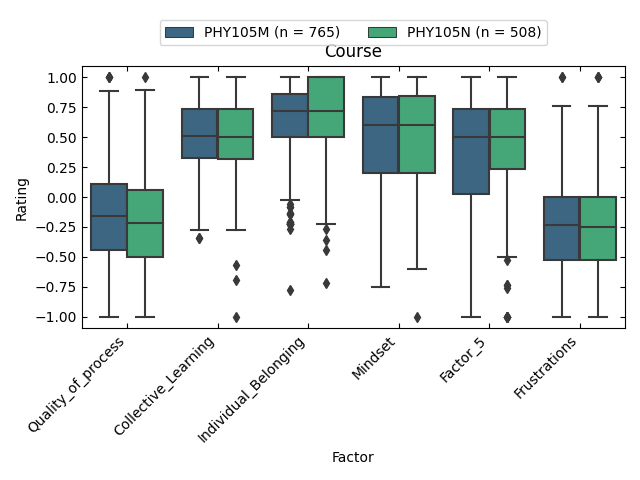 PHY105M (n = 765) PHY105N (n = 508)
Course
1.00
0.75
0.50
0.25
0.00
−0.25
−0.50
−0.75
−1.00
Rating
Quality_of_process
Collective_Learning
Individual_Belonging
Mindset
Factor_5
Frustrations
Factor